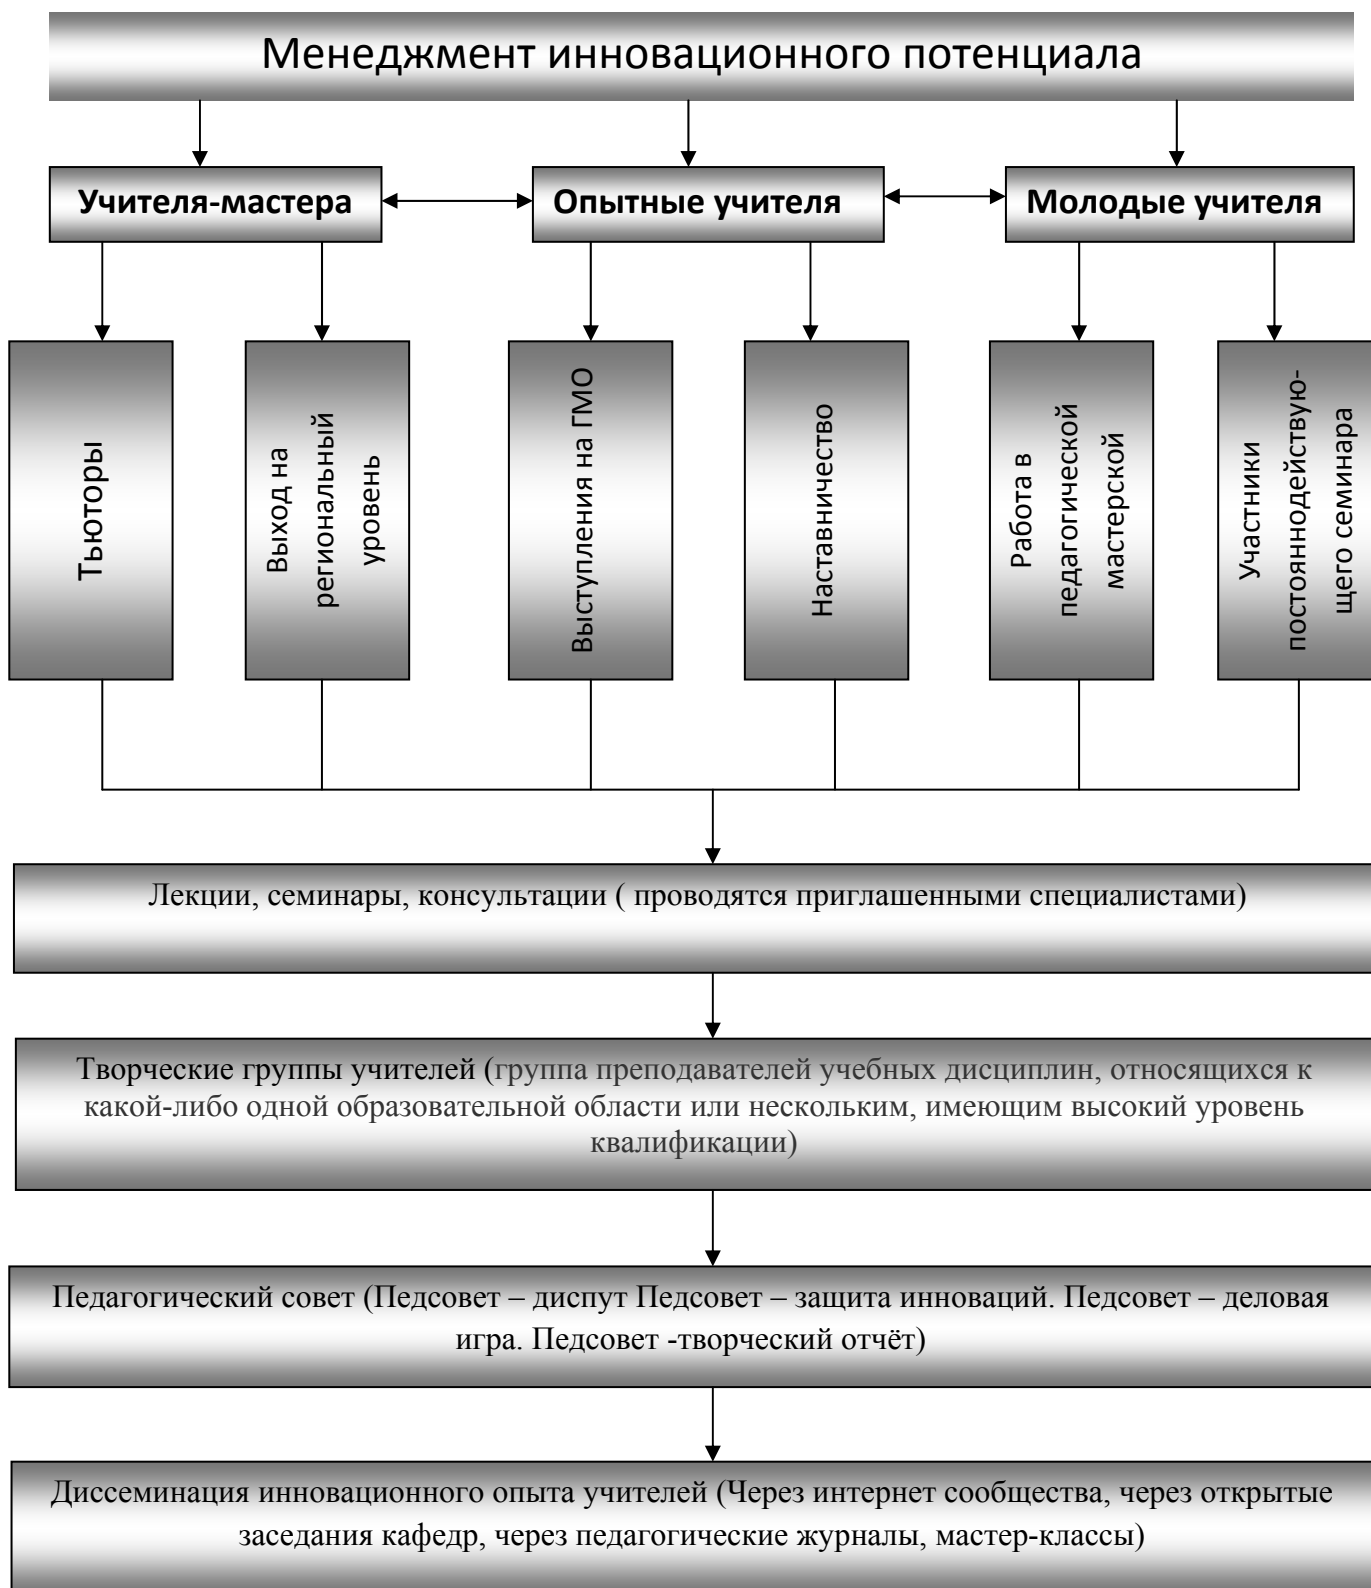 Менеджмент инновационного потенциала
Учителя-мастера
Опытные учителя
Молодые учителя
Тьюторы
Выход на
региональный
уровень
Выступления на ГМО
Наставничество
Работа в
педагогической
мастерской
Участники
постояннодействую-
щего семинара
Лекции, семинары, консультации ( проводятся приглашенными специалистами)
Творческие группы учителей (группа преподавателей учебных дисциплин, относящихся к
какой-либо одной образовательной области или нескольким, имеющим высокий уровень
квалификации)
Педагогический совет (Педсовет – диспут Педсовет – защита инноваций. Педсовет – деловая
игра. Педсовет -творческий отчёт)
Диссеминация инновационного опыта учителей (Через интернет сообщества, через открытые
заседания кафедр, через педагогические журналы, мастер-классы)